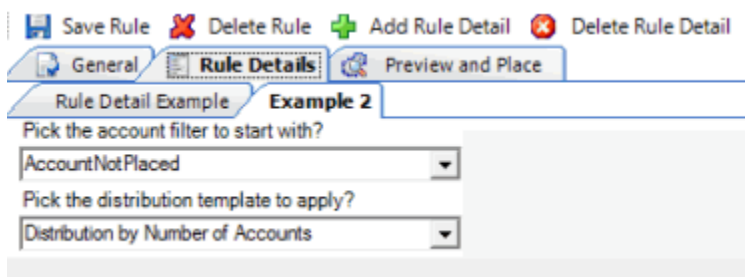 Save Rule Delete Rule Add Rule Detail Delete Rule Detail
General Rule Details Preview and Place
Rule Detail Example Example 2
Pick the account filter to start with?
AccountNotPlaced
Pick the distribution template to apply?
Distribution by Number of Accounts